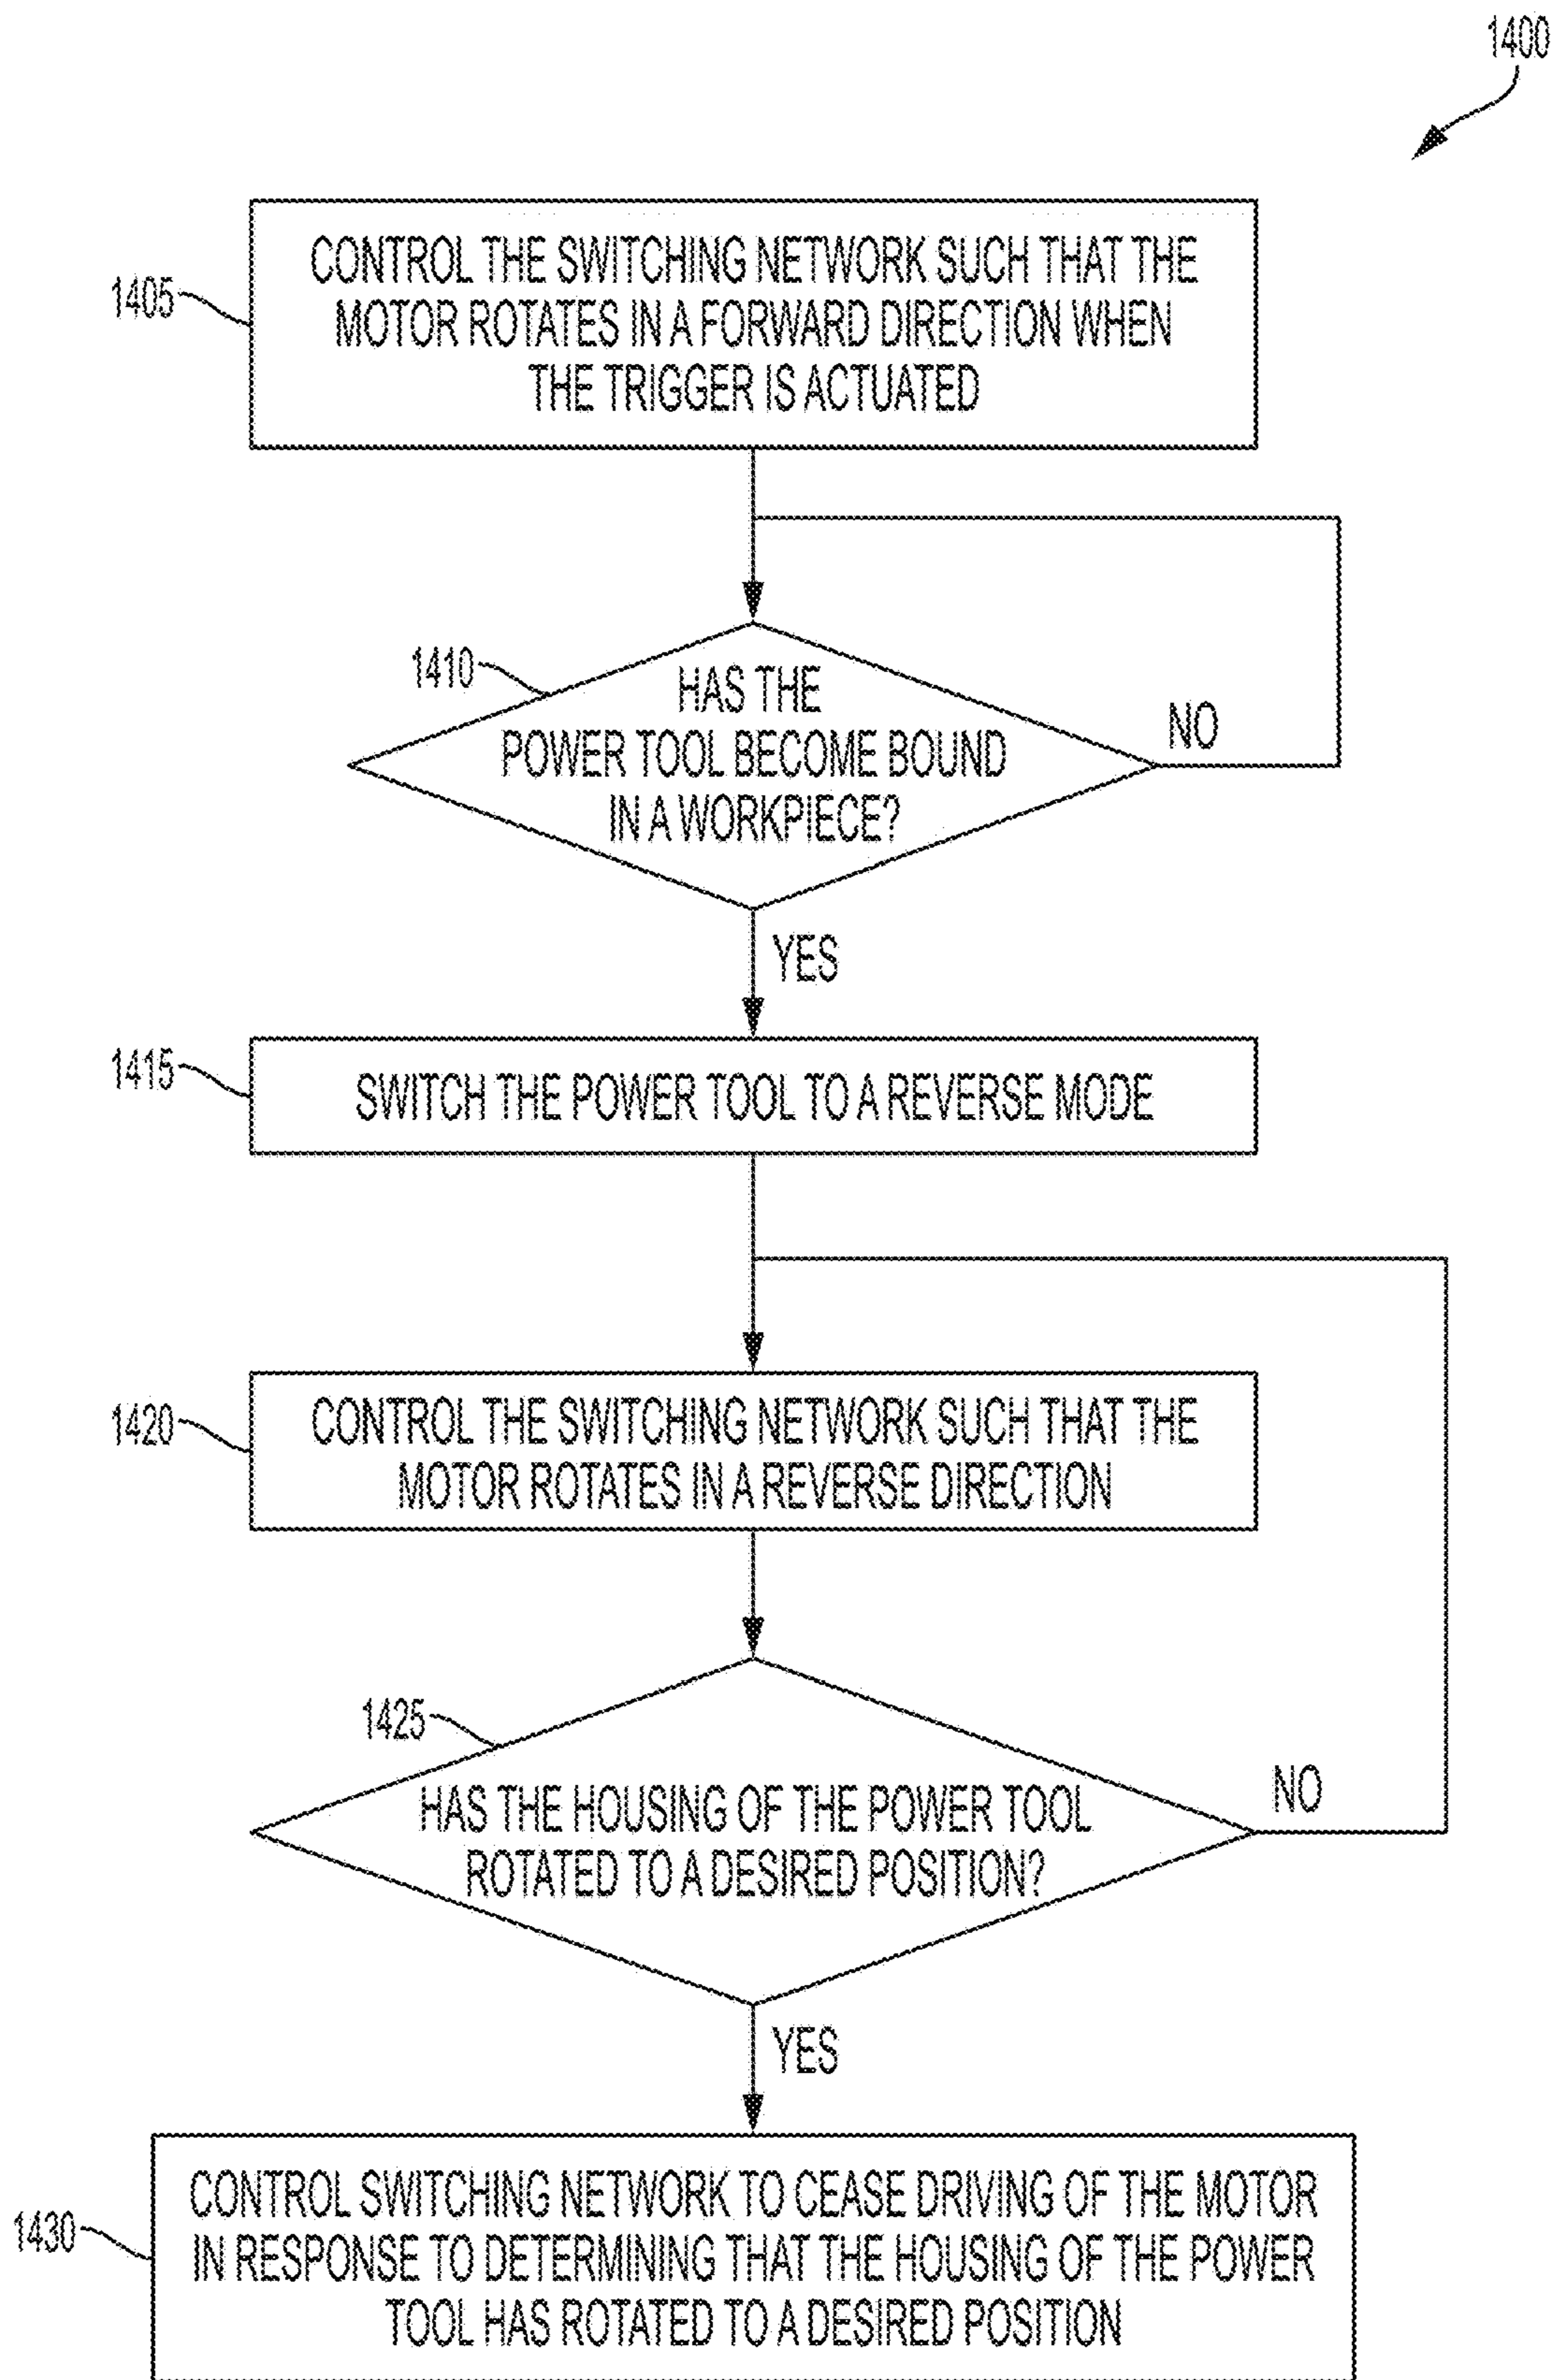 1400
1405
CONTROL THE SWITCHING NETWORK SUCH THAT THE
MOTOR ROTATES IN A FORWARD DIRECTION WHEN
THE TRIGGER IS ACTUATED
1410
HAS THE
POWER TOOL BECOME BOUND
IN A WORKPIECE?
NO
YES
1415
SWITCH THE POWER TOOL TO A REVERSE MODE
1420
CONTROL THE SWITCHING NETWORK SUCH THAT THE
MOTOR ROTATES IN A REVERSE DIRECTION
1425
HAS THE HOUSING OF THE POWER TOOL
ROTATED TO A DESIRED POSITION?
NO
YES
1430
CONTROL SWITCHING NETWORK TO CEASE DRIVING OF THE MOTOR
IN RESPONSE TO DETERMINING THAT THE HOUSING OF THE POWER
TOOL HAS ROTATED TO A DESIRED POSITION